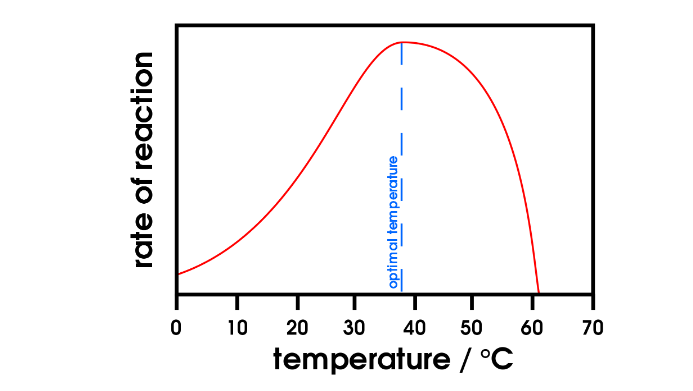 rate of reaction
optimal temperature
0 10 20 30 40 50 60 70
temperature / °C